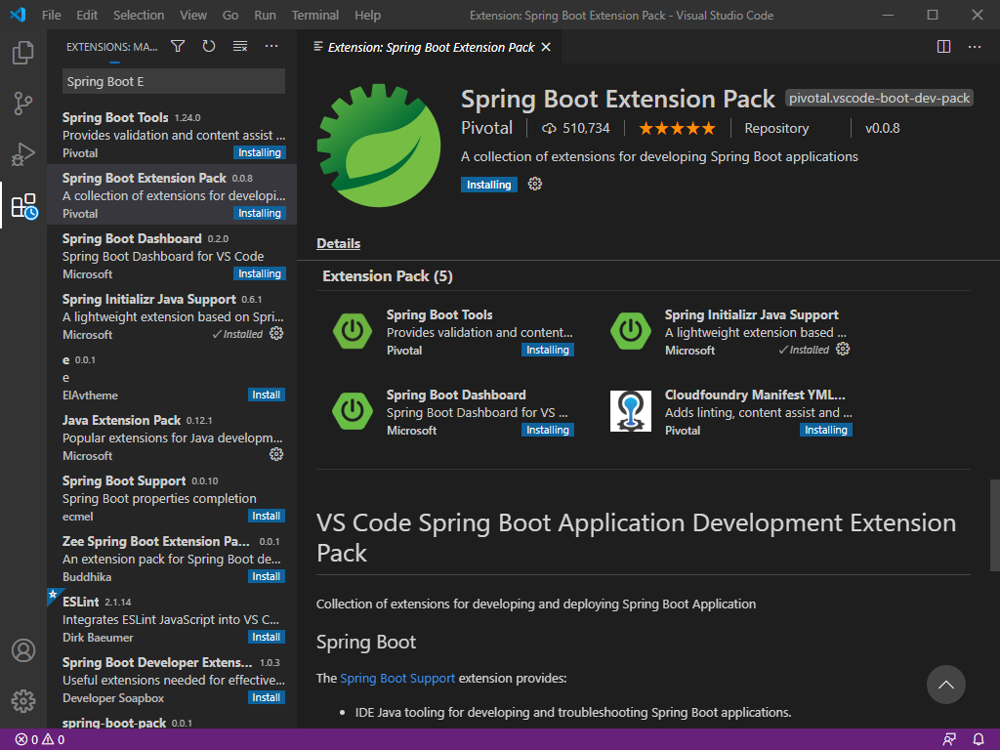 File Edit Selection View Go Run Terminal Help
Extension: Spring Boot Extension Pack - Visual Studio Code
EXTENSIONS: MA...
Spring Boot E
Spring Boot Tools 1.24.0
Provides validation and content assist ...
Pivotal Installing
Spring Boot Extension Pack 0.0.8
A collection of extensions for developi...
Pivotal Installing
Spring Boot Dashboard 0.2.0
Spring Boot Dashboard for VS Code
Microsoft Installing
Spring Initializr Java Support 0.6.1
A lightweight extension based on Spri...
Microsoft ✓Installed
e 0.0.1
e
ElAvtheme Install
Java Extension Pack 0.12.1
Popular extensions for Java developm...
Microsoft
Spring Boot Support 0.0.10
Spring Boot properties completion
ecmel Install
Zee Spring Boot Extension Pa... 0.0.1
An extension pack for Spring Boot de...
Buddhika Install
ESLint 2.1.14
Integrates ESLint JavaScript into VS C...
Dirk Baeumer Install
Spring Boot Developer Extens... 1.0.3
Useful extensions needed for effective...
Developer Soapbox Install
spring-boot-pack 0.0.1
Extension: Spring Boot Extension Pack
Spring Boot Extension Pack pivotal.vscode-boot-dev-pack
Pivotal 510,734 ★★★★★ Repository v0.0.8
A collection of extensions for developing Spring Boot applications
Installing
Details
Extension Pack (5)
Spring Boot Tools
Provides validation and content...
Pivotal Installing
Spring Initializr Java Support
A lightweight extension based ...
Microsoft ✓Installed
Spring Boot Dashboard
Spring Boot Dashboard for VS ...
Microsoft Installing
Cloudfoundry Manifest YML...
Adds linting, content assist and ...
Pivotal Installing
VS Code Spring Boot Application Development Extension
Pack
Collection of extensions for developing and deploying Spring Boot Application
Spring Boot
The Spring Boot Support extension provides:
• IDE Java tooling for developing and troubleshooting Spring Boot applications.
0 0